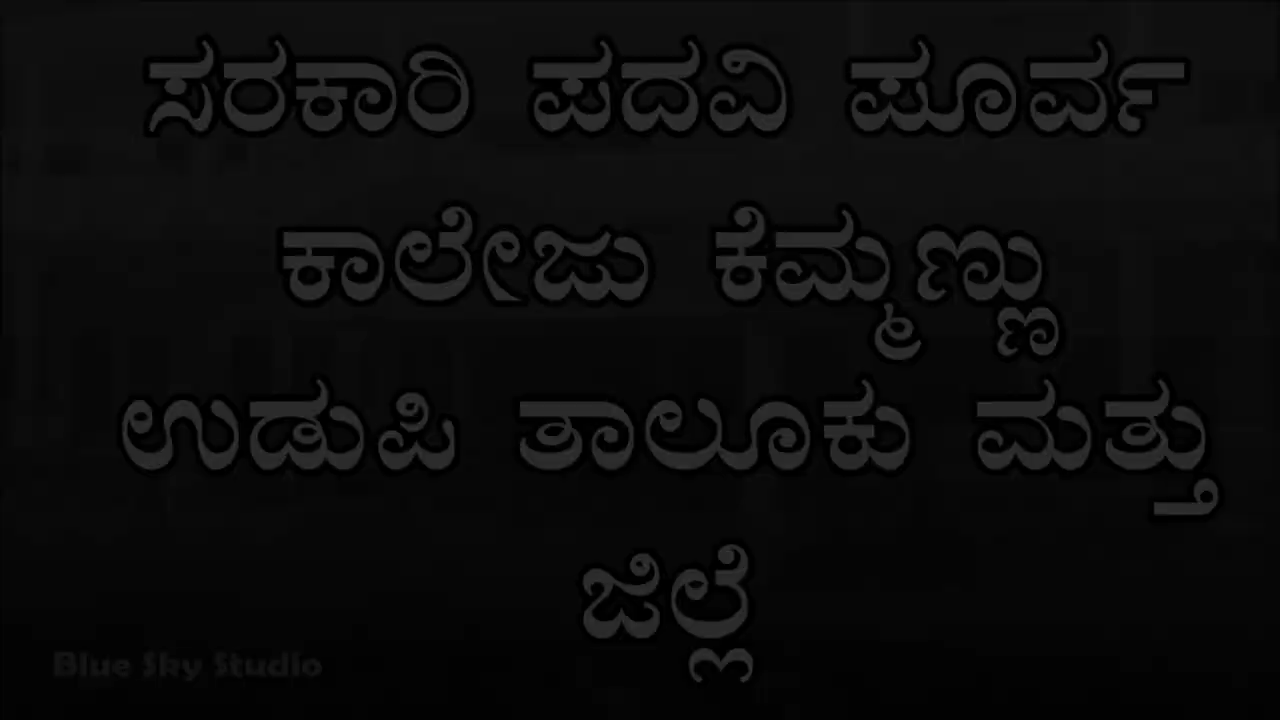 ಸರಕಾರಿ ಪದವಿ ಪೂರ್ವ
ಕಾಲೇಜು ಕೆಮ್ಮಣ್ಣು
ಉಡುಪಿ ತಾಲೂಕು ಮತ್ತು
ಜಿಲ್ಲೆ
Blue Sky Studio